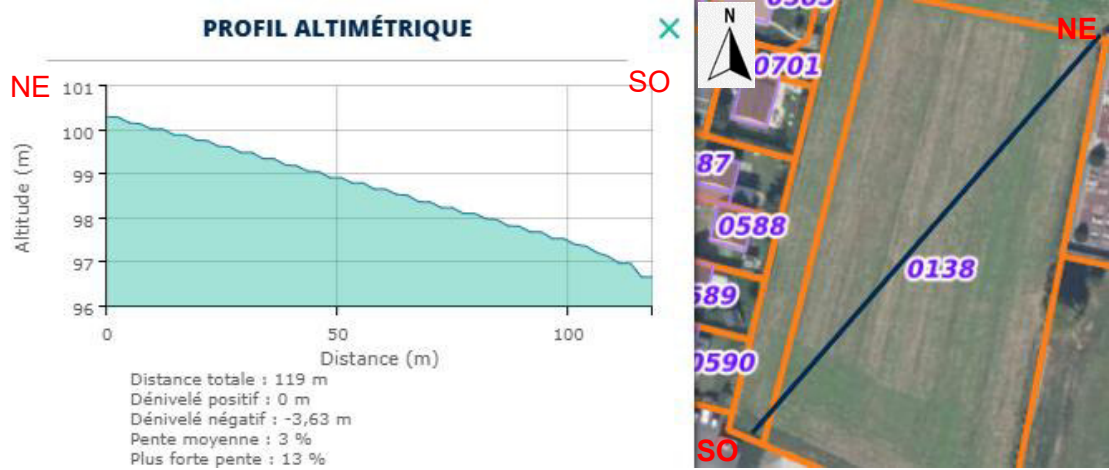 PROFIL ALTIMÉTRIQUE
NE
SO
101
100
99
98
97
96
Altitude (m)
0
50
100
Distance (m)
Distance totale : 119 m
Dénivelé positif : 0 m
Dénivelé négatif : -3,63 m
Pente moyenne : 3 %
Plus forte pente : 13 %
N
NE
0701
87
0588
0138
589
0590
SO